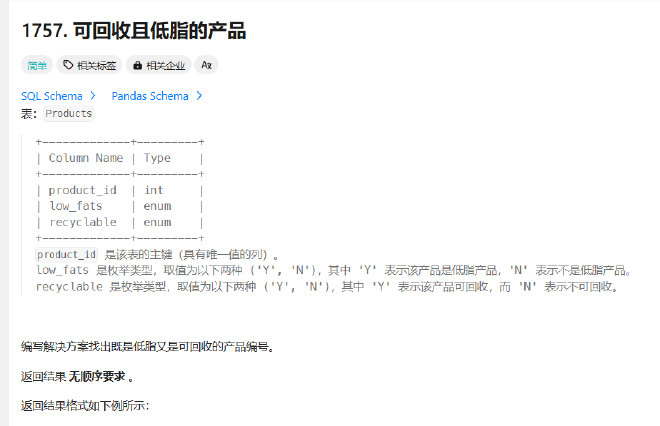 1757. 可回收且低脂的产品
简单 相关标签 相关企业 Aあ
SQL Schema > Pandas Schema >
表：Products
+-------------+---------+
| Column Name | Type    |
+-------------+---------+
| product_id  | int     |
| low_fats    | enum    |
| recyclable  | enum    |
+-------------+---------+
product_id 是该表的主键（具有唯一值的列）。
low_fats 是枚举类型，取值为以下两种 ('Y', 'N')，其中 'Y' 表示该产品是低脂产品，'N' 表示不是低脂产品。
recyclable 是枚举类型，取值为以下两种 ('Y', 'N')，其中 'Y' 表示该产品可回收，而 'N' 表示不可回收。
编写解决方案找出既是低脂又是可回收的产品编号。
返回结果 无顺序要求 。
返回结果格式如下例所示：